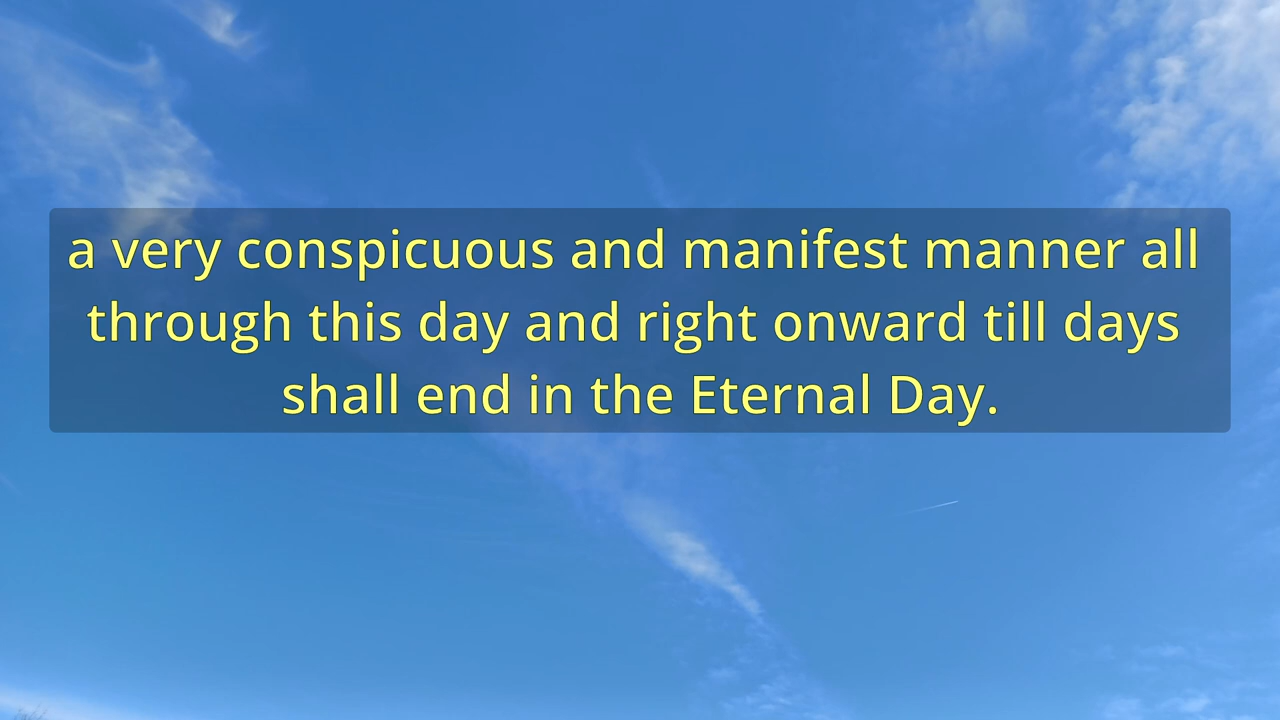 a very conspicuous and manifest manner all
through this day and right onward till days
shall end in the Eternal Day.